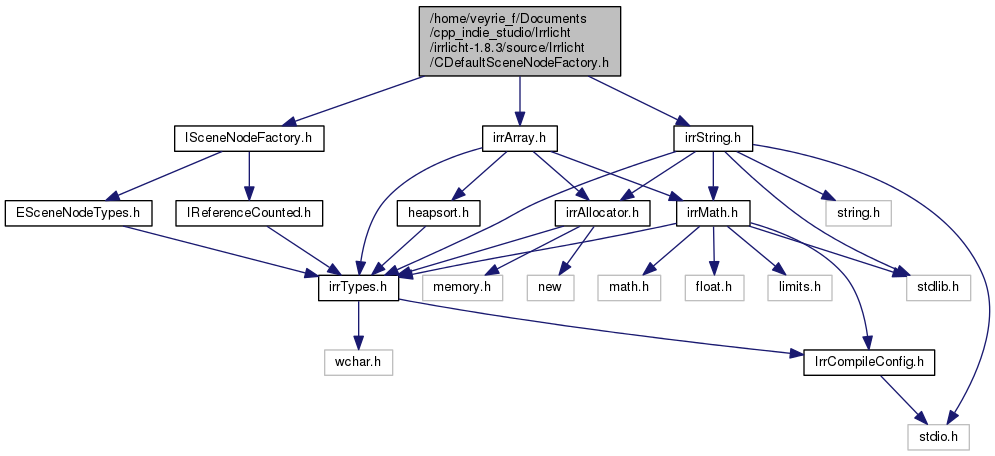 /home/veyrie_f/Documents
/cpp_indie_studio/Irrlicht
/irrlicht-1.8.3/source/Irrlicht
/CDefaultSceneNodeFactory.h
ISceneNodeFactory.h
irrArray.h
irrString.h
ESceneNodeTypes.h
IReferenceCounted.h
heapsort.h
irrAllocator.h
irrMath.h
string.h
irrTypes.h
memory.h
new
math.h
float.h
limits.h
stdlib.h
wchar.h
IrrCompileConfig.h
stdio.h